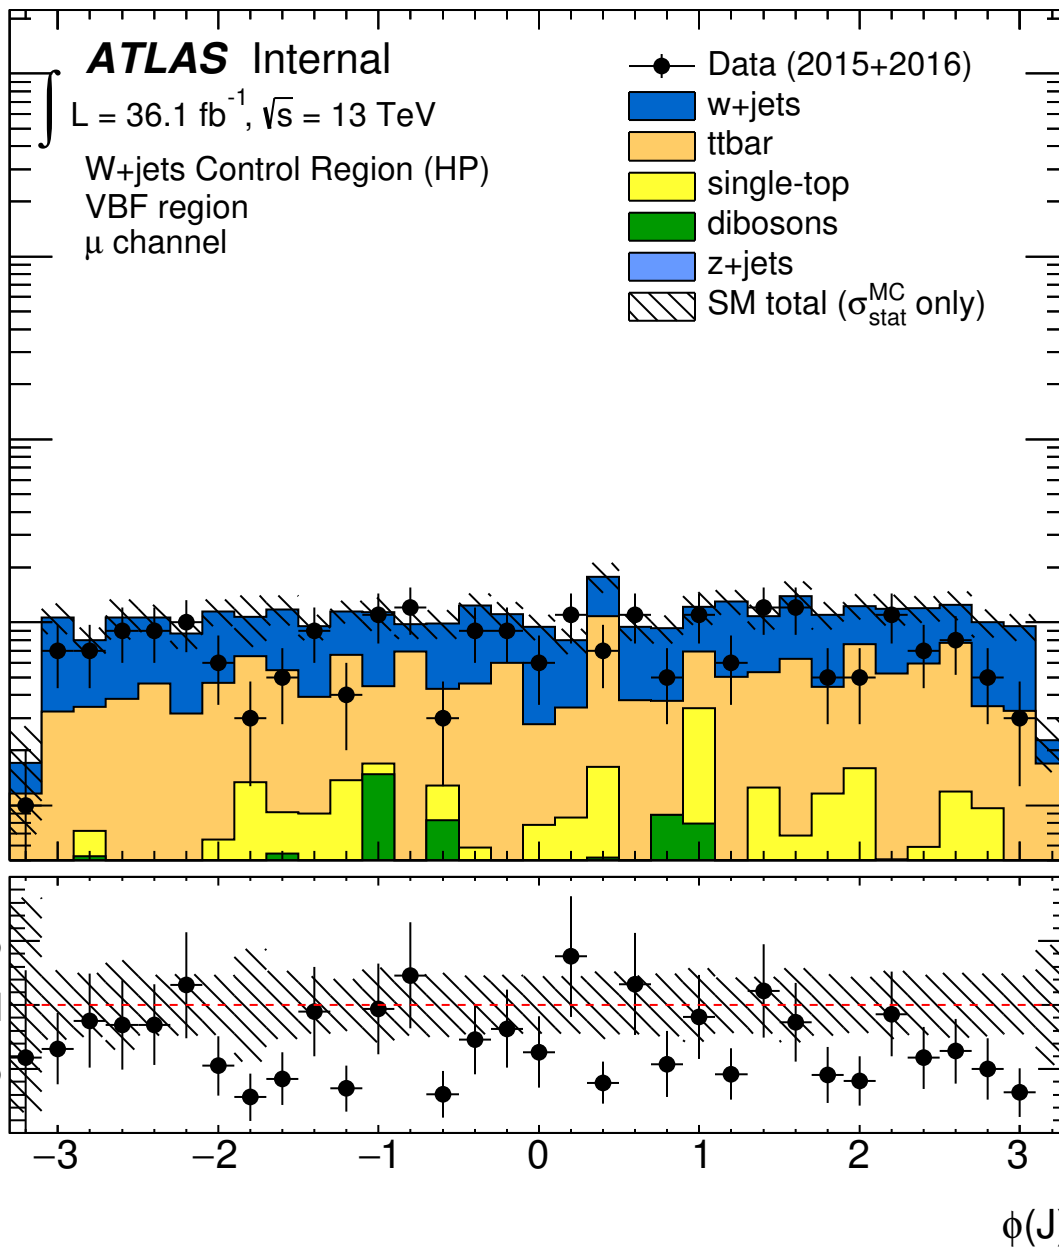 ATLAS Internal
∫ L = 36.1 fb⁻¹, √s = 13 TeV
W+jets Control Region (HP)
VBF region
μ channel
Data (2015+2016)
w+jets
ttbar
single-top
dibosons
z+jets
SM total (σ^MC_stat only)
−3 −2 −1 0 1 2 3
ϕ(J)